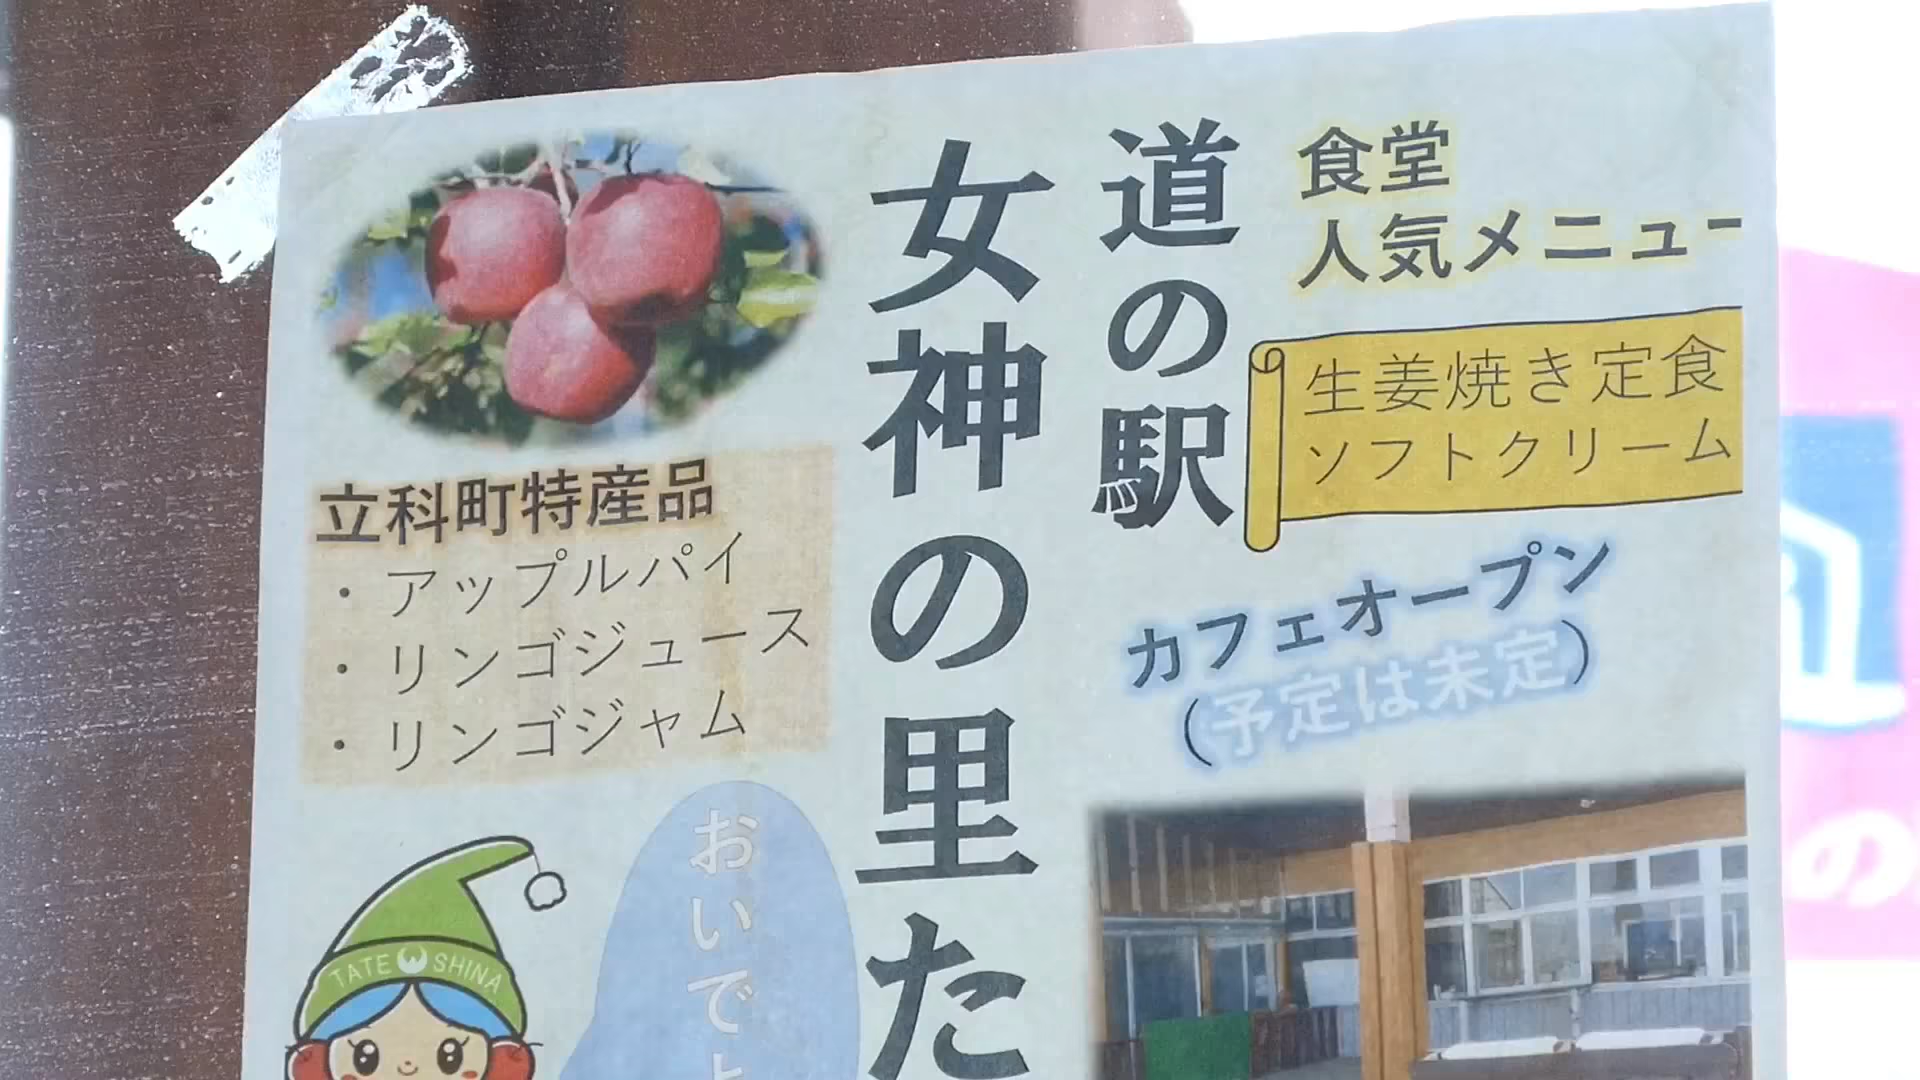 食堂
人気メニュー
生姜焼き定食
ソフトクリーム
道の駅
女神の里た
カフェオープン
(予定は未定)
立科町特産品
・アップルパイ
・リンゴジュース
・リンゴジャム
おいで
TATE SHINA
の